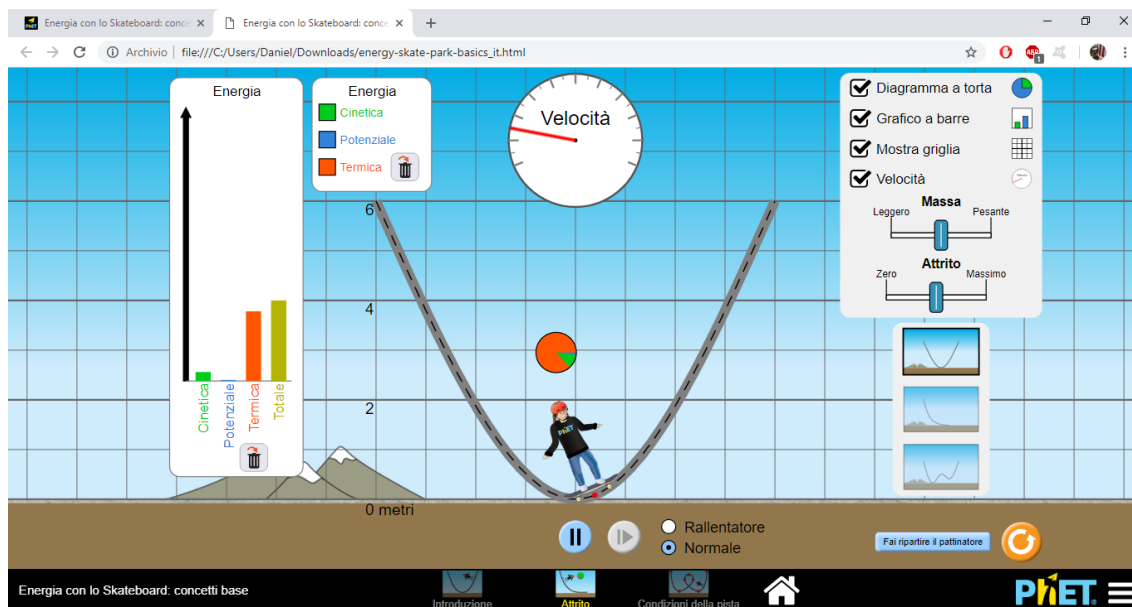 Energia con lo Skateboard: conce
Energia con lo Skateboard: conce
Archivio
file:///C:/Users/Daniel/Downloads/energy-skate-park-basics_it.html
ABP
1
Energia
Cinetica
Potenziale
Termica
Totale
Energia
Cinetica
Potenziale
Termica
Velocità
Diagramma a torta
Grafico a barre
Mostra griglia
Velocità
Massa
Leggero Pesante
Attrito
Zero Massimo
6
4
2
0 metri
PhET
Rallentatore
Normale
Fai ripartire il pattinatore
Energia con lo Skateboard: concetti base
Introduzione
Attrito
Condizioni della pista
PhET